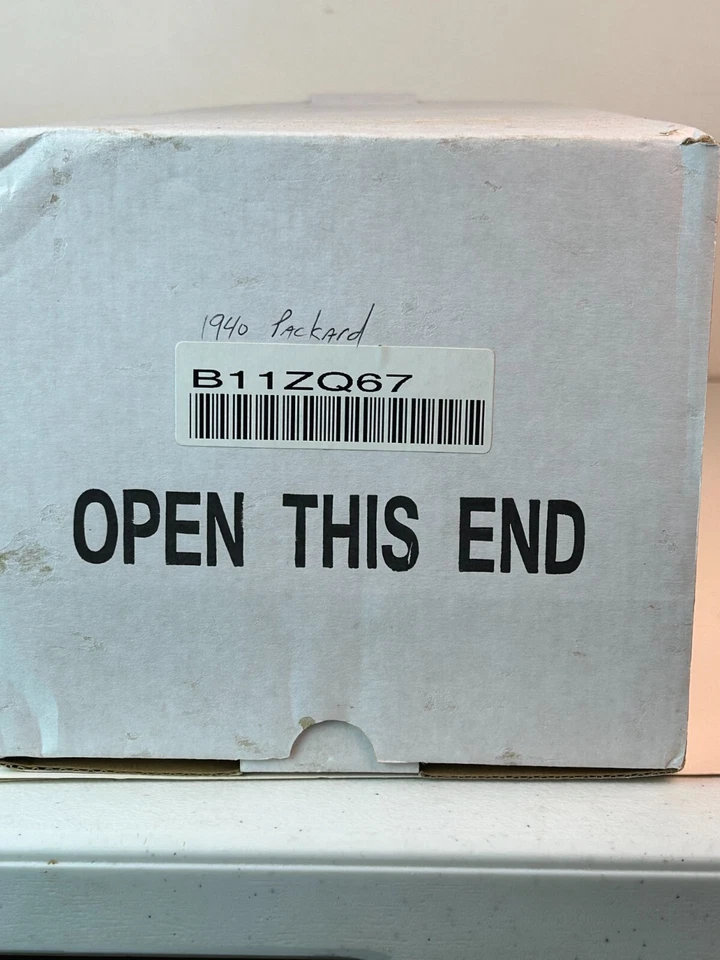 1940 Packard
B11ZQ67
OPEN THIS END